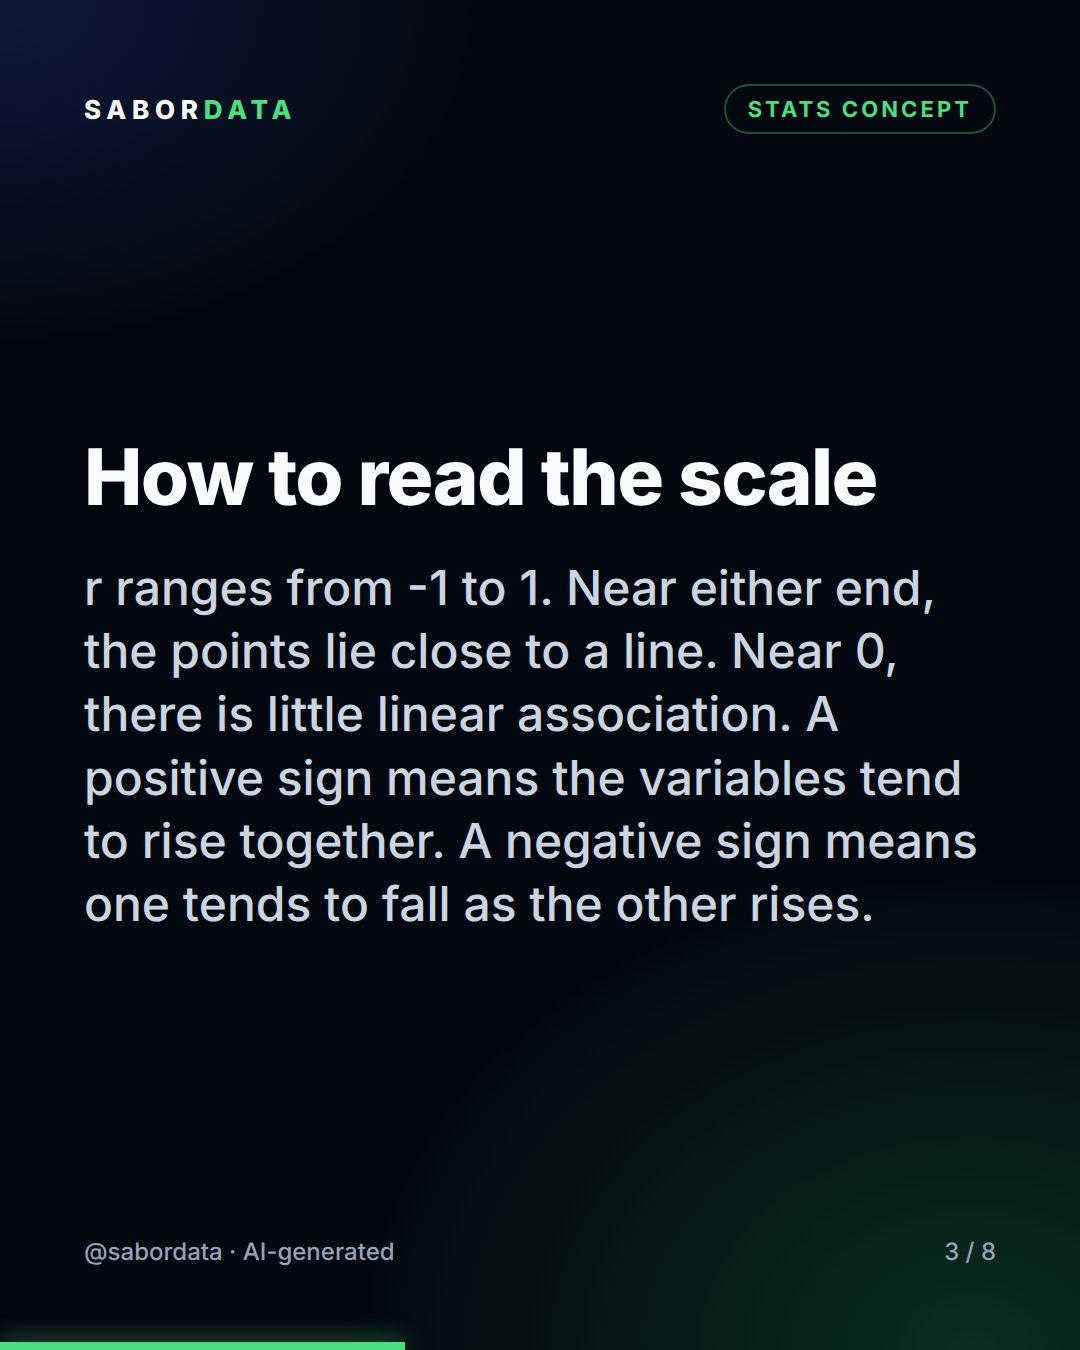 SABORDATA
STATS CONCEPT
How to read the scale
r ranges from -1 to 1. Near either end,
the points lie close to a line. Near 0,
there is little linear association. A
positive sign means the variables tend
to rise together. A negative sign means
one tends to fall as the other rises.
@sabordata · AI-generated
3 / 8